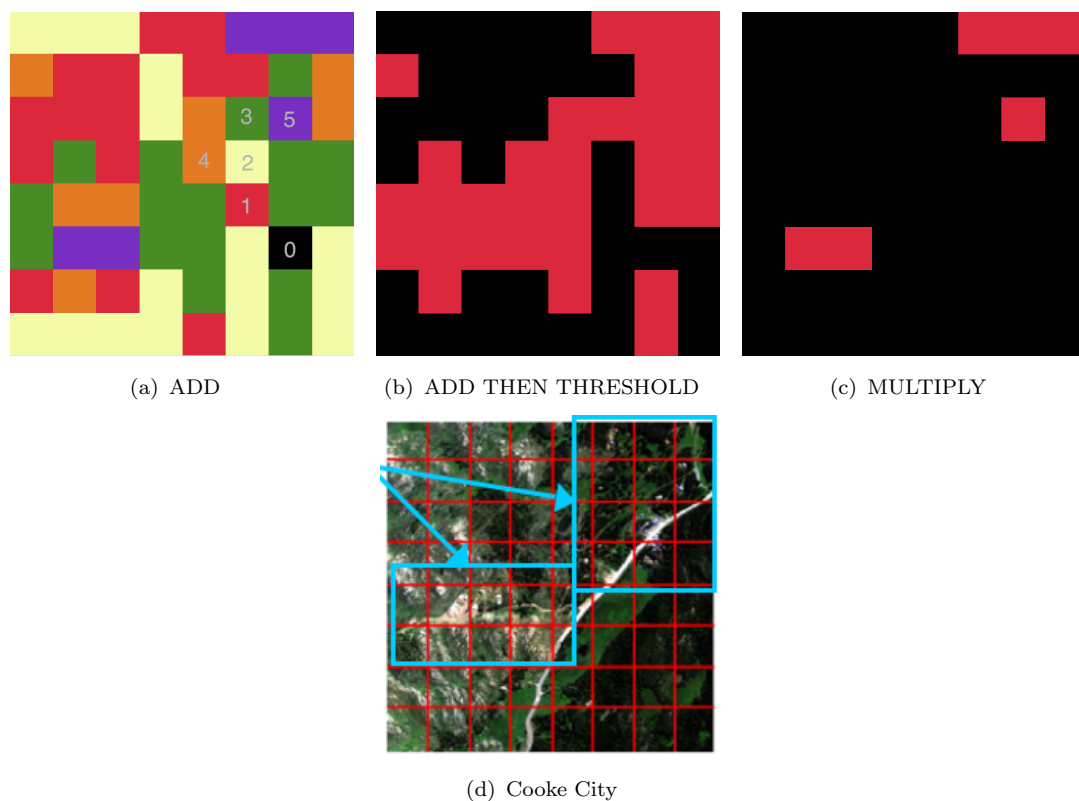 3 5
4 2
1
0
(a) ADD
(b) ADD THEN THRESHOLD
(c) MULTIPLY
(d) Cooke City